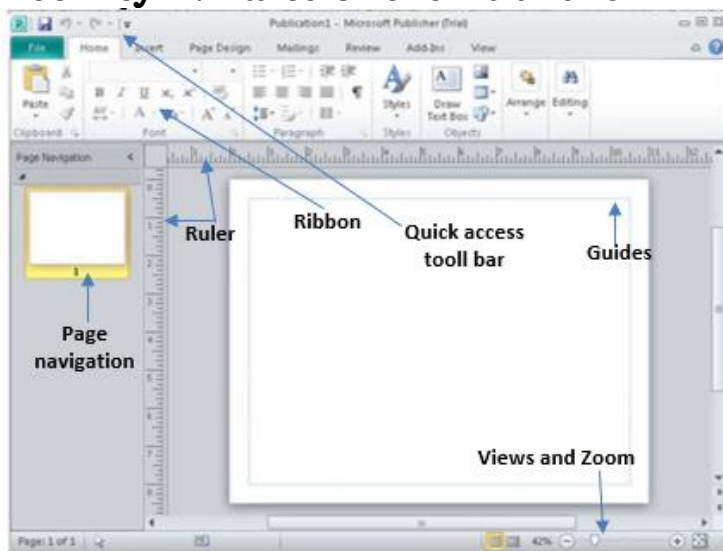 Publication1 - Microsoft Publisher (Trial)
File Home Insert Page Design Mailings Review Add-Ins View
Paste
Styles
Draw Text Box
Arrange
Editing
Clipboard Font Paragraph Styles Objects
Page Navigation
Ruler
Ribbon
Quick access
tooll bar
Guides
1
Page
navigation
Views and Zoom
Page: 1 of 1
42%